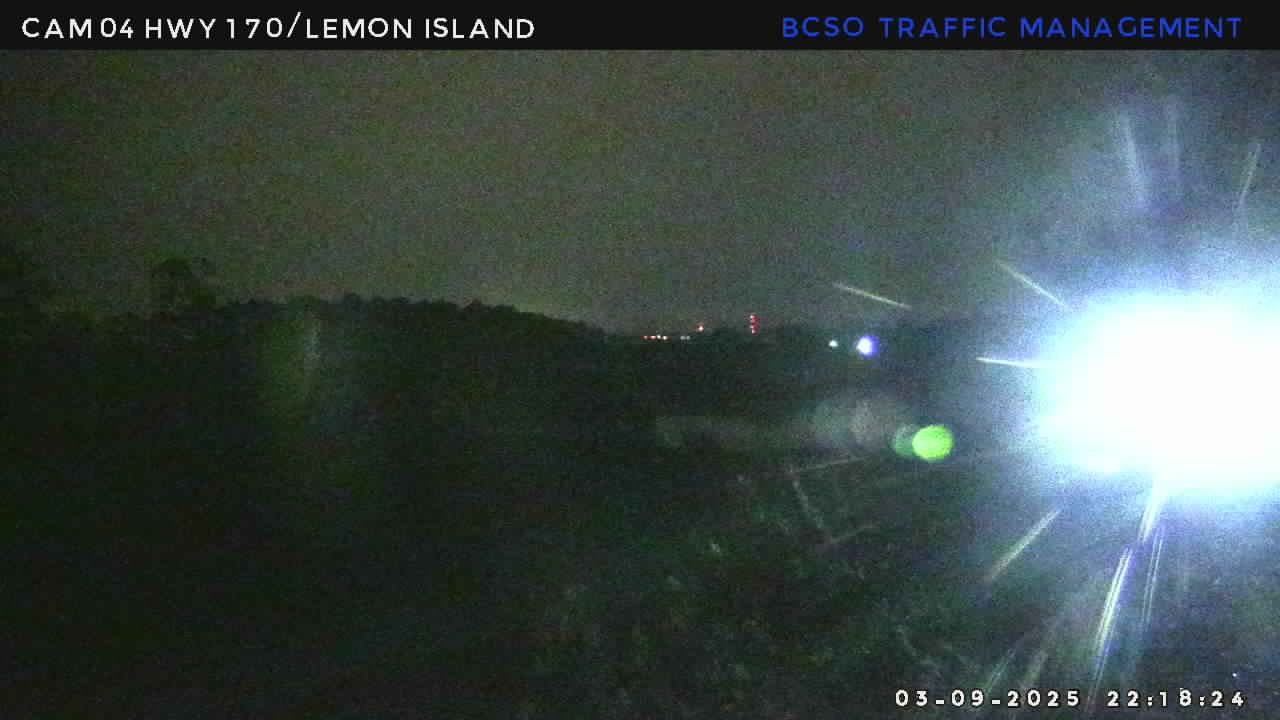 CAM04 HWY 170/LEMON ISLAND
BCSO TRAFFIC MANAGEMENT
03-09-2025 22:18:24